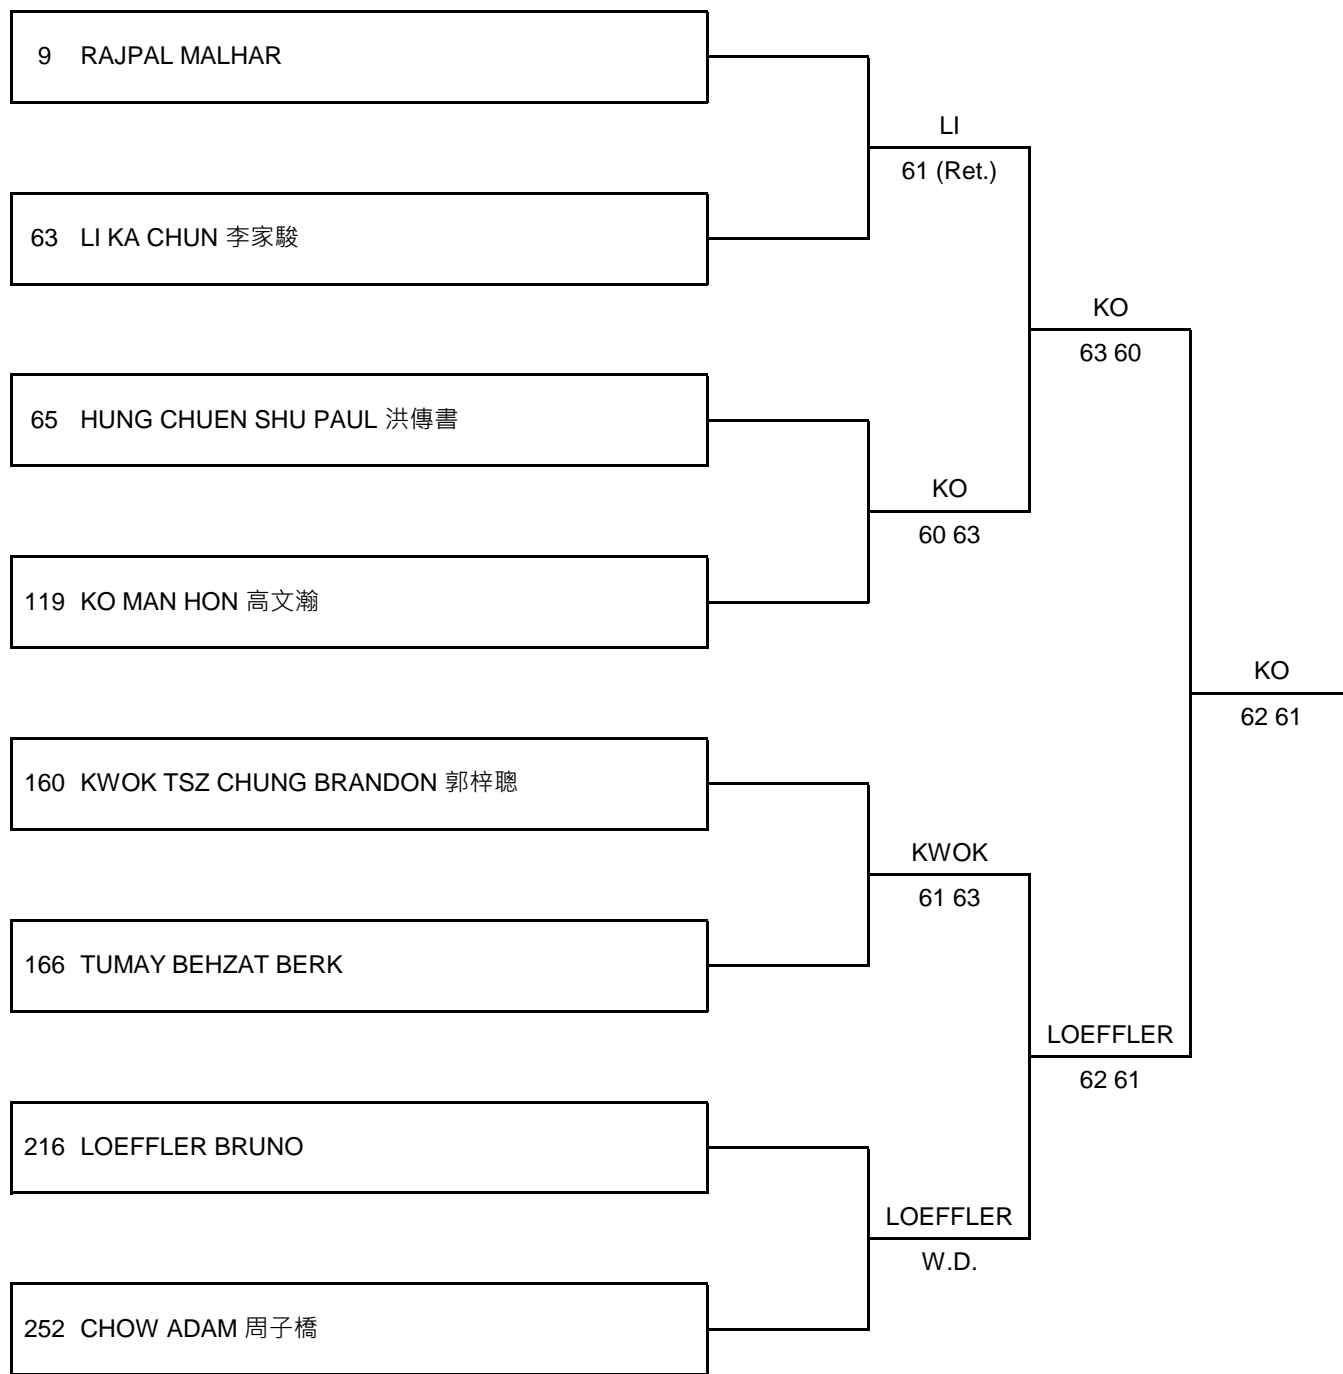 9 RAJPAL MALHAR
LI
61 (Ret.)
63 LI KA CHUN 李家駿
KO
63 60
65 HUNG CHUEN SHU PAUL 洪傳書
KO
60 63
119 KO MAN HON 高文瀚
KO
62 61
160 KWOK TSZ CHUNG BRANDON 郭梓聰
KWOK
61 63
166 TUMAY BEHZAT BERK
LOEFFLER
62 61
216 LOEFFLER BRUNO
LOEFFLER
W.D.
252 CHOW ADAM 周子橋